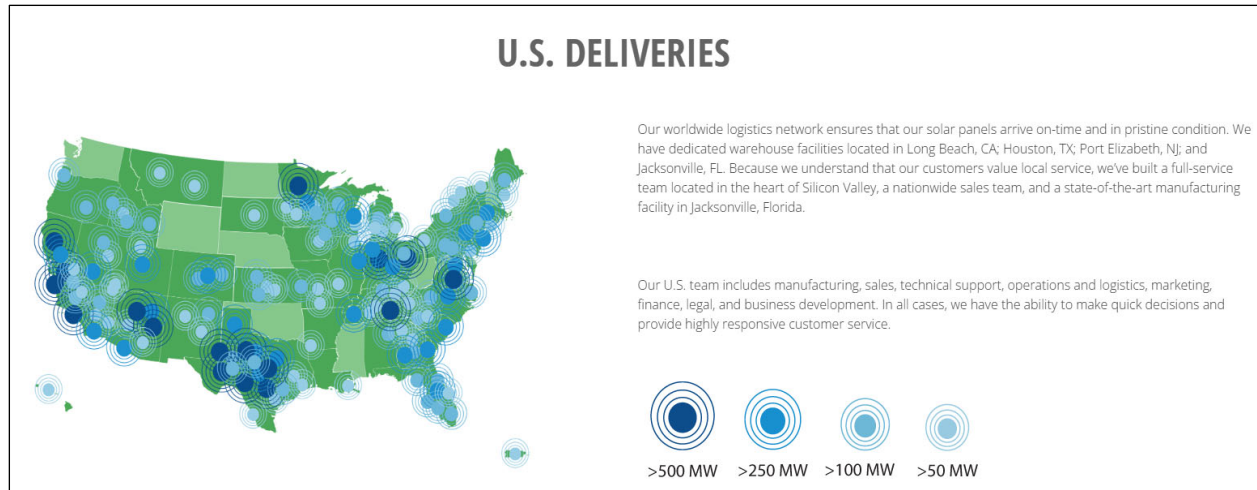 U.S. DELIVERIES
Our worldwide logistics network ensures that our solar panels arrive on-time and in pristine condition. We
have dedicated warehouse facilities located in Long Beach, CA; Houston, TX; Port Elizabeth, NJ; and
Jacksonville, FL. Because we understand that our customers value local service, we've built a full-service
team located in the heart of Silicon Valley, a nationwide sales team, and a state-of-the-art manufacturing
facility in Jacksonville, Florida.
Our U.S. team includes manufacturing, sales, technical support, operations and logistics, marketing,
finance, legal, and business development. In all cases, we have the ability to make quick decisions and
provide highly responsive customer service.
>500 MW >250 MW >100 MW >50 MW